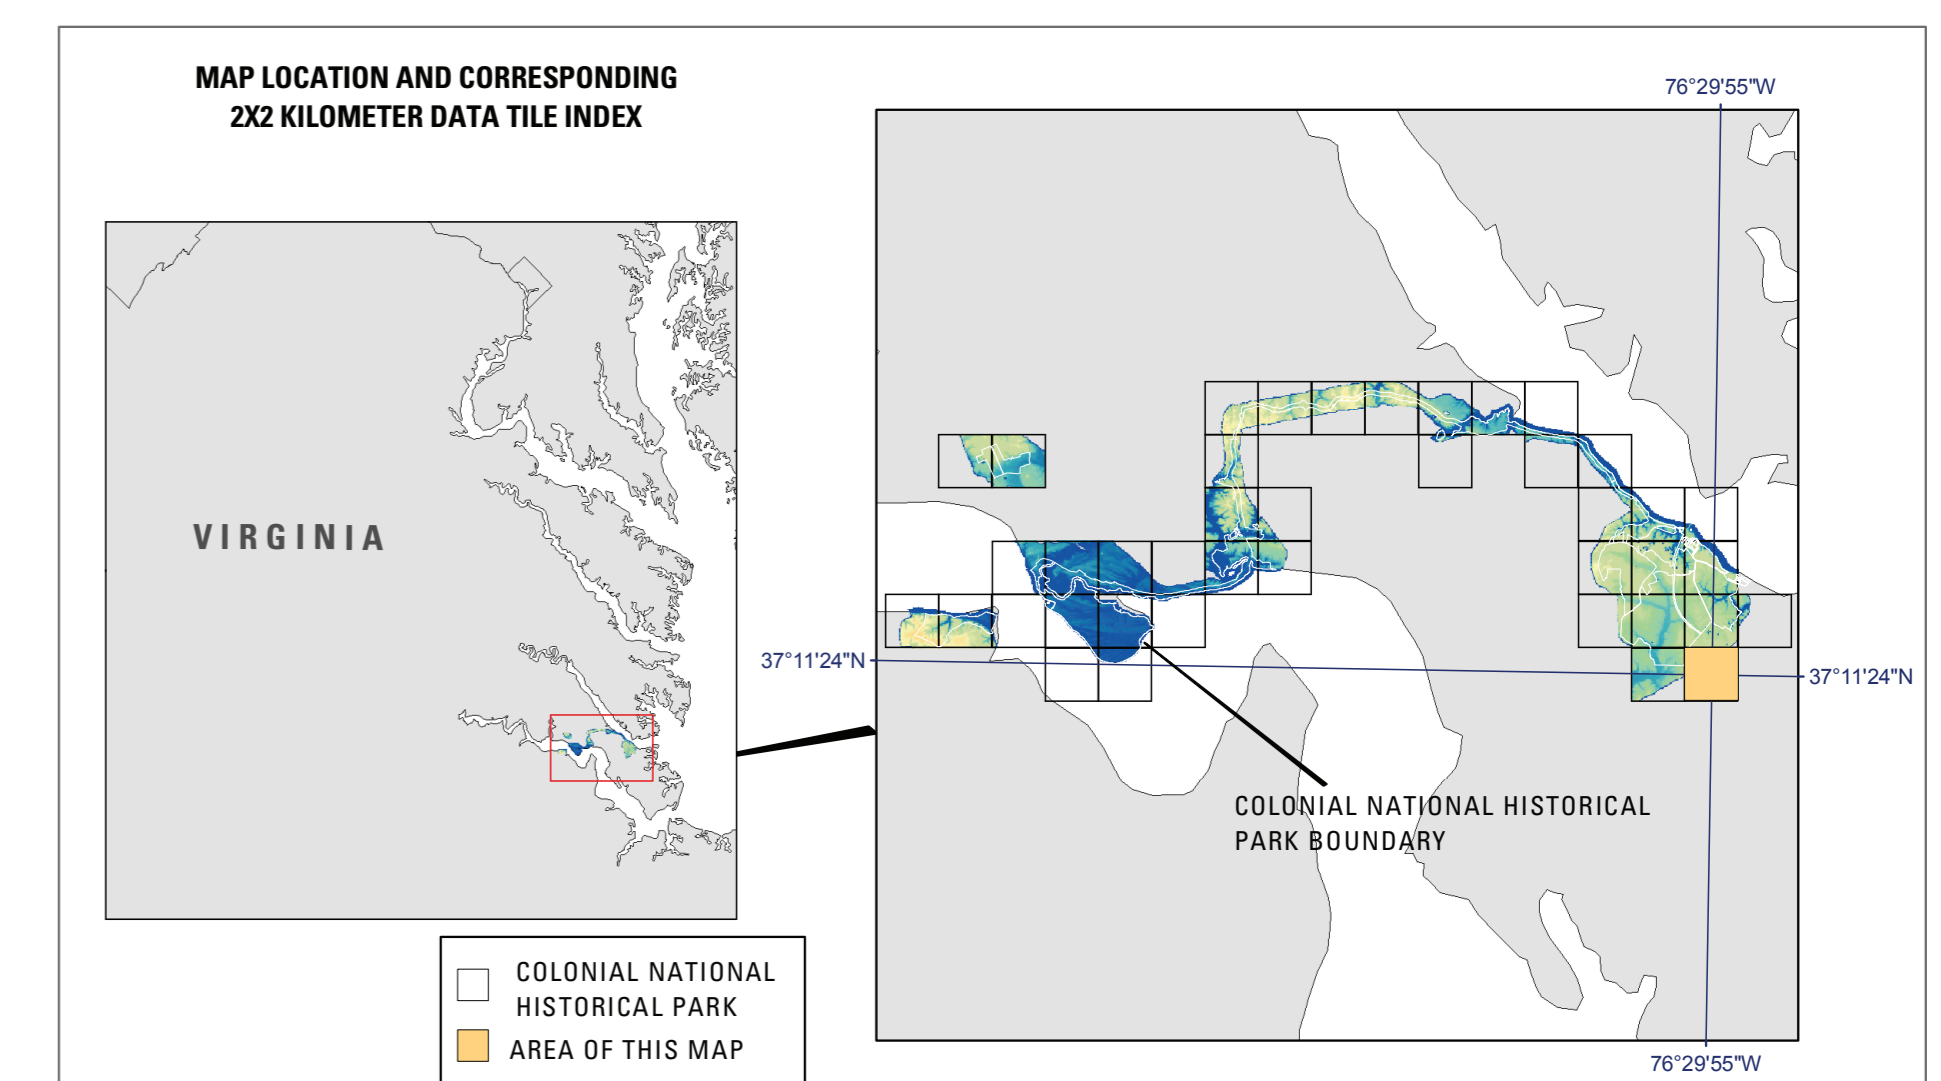 MAP LOCATION AND CORRESPONDING
2X2 KILOMETER DATA TILE INDEX
76°29'55"W
VIRGINIA
37°11'24"N
37°11'24"N
COLONIAL NATIONAL HISTORICAL
PARK BOUNDARY
COLONIAL NATIONAL
HISTORICAL PARK
AREA OF THIS MAP
76°29'55"W